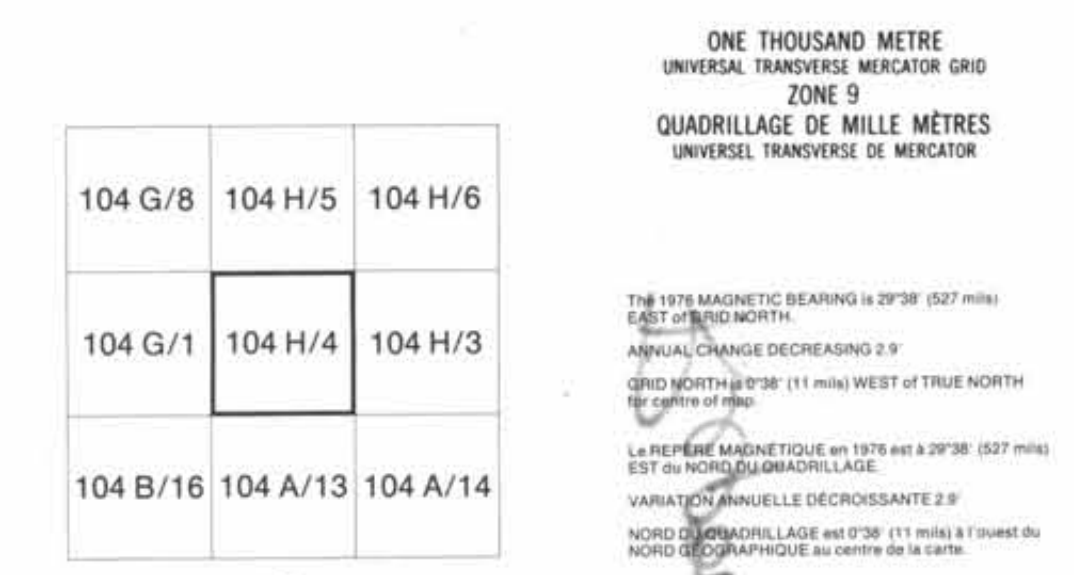 ONE THOUSAND METRE
UNIVERSAL TRANSVERSE MERCATOR GRID
ZONE 9
QUADRILLAGE DE MILLE MÈTRES
UNIVERSEL TRANSVERSE DE MERCATOR
104 G/8 104 H/5 104 H/6
104 G/1 104 H/4 104 H/3
104 B/16 104 A/13 104 A/14
The 1976 MAGNETIC BEARING is 29°38' (527 mils)
EAST of GRID NORTH.
ANNUAL CHANGE DECREASING 2.9'
GRID NORTH is 0°38' (11 mils) WEST of TRUE NORTH
for centre of map.
Le REPÈRE MAGNÉTIQUE en 1976 est à 29°38' (527 mils)
EST du NORD DU QUADRILLAGE.
VARIATION ANNUELLE DÉCROISSANTE 2.9'
NORD DU QUADRILLAGE est 0°38' (11 mils) à l'ouest du
NORD GÉOGRAPHIQUE au centre de la carte.